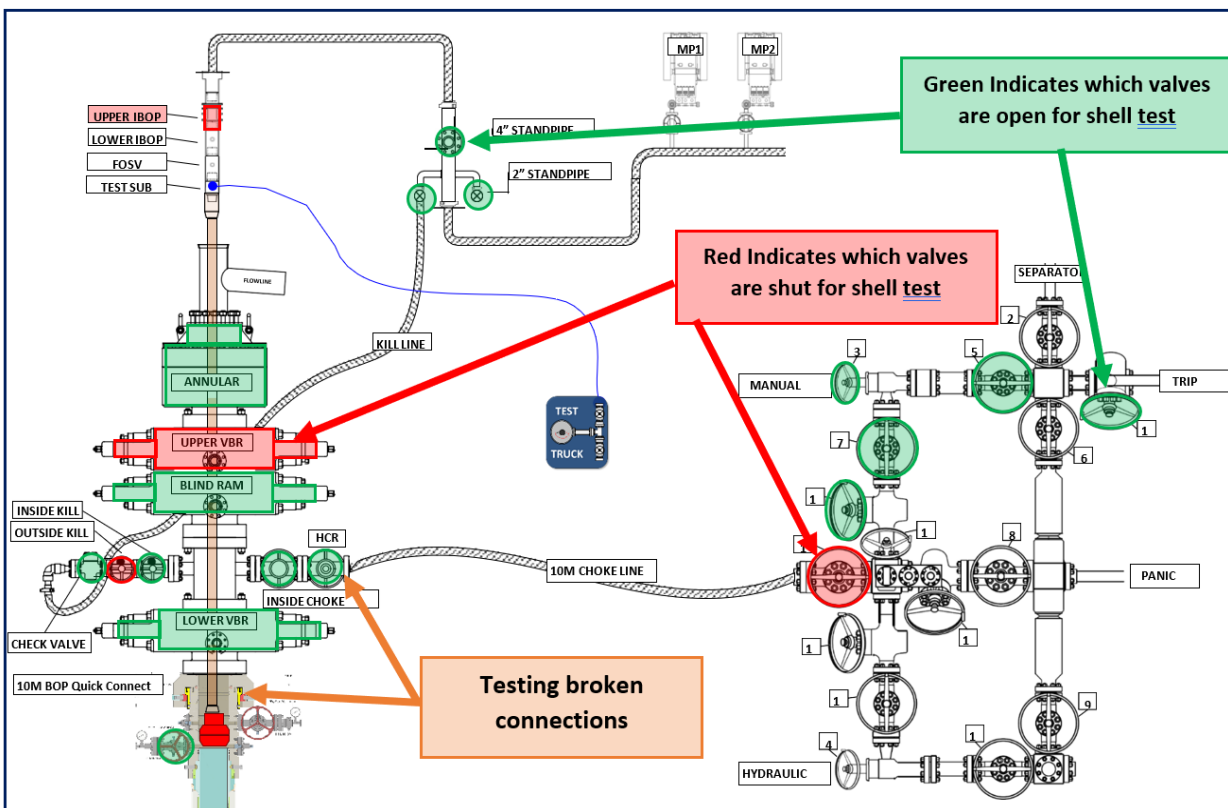 MP1
MP2
Green Indicates which valves
are open for shell test
UPPER IBOP
LOWER IBOP
FOSV
TEST SUB
4” STANDPIPE
2” STANDPIPE
Red Indicates which valves
are shut for shell test
FLOWLINE
SEPARATOR
2
KILL LINE
3
5
MANUAL
TRIP
ANNULAR
1
TEST
TRUCK
UPPER VBR
7
6
BLIND RAM
INSIDE KILL
OUTSIDE KILL
1
HCR
1
1
8
10M CHOKE LINE
PANIC
INSIDE CHOKE
LOWER VBR
1
1
CHECK VALVE
10M BOP Quick Connect
Testing broken
connections
1
9
4
1
HYDRAULIC